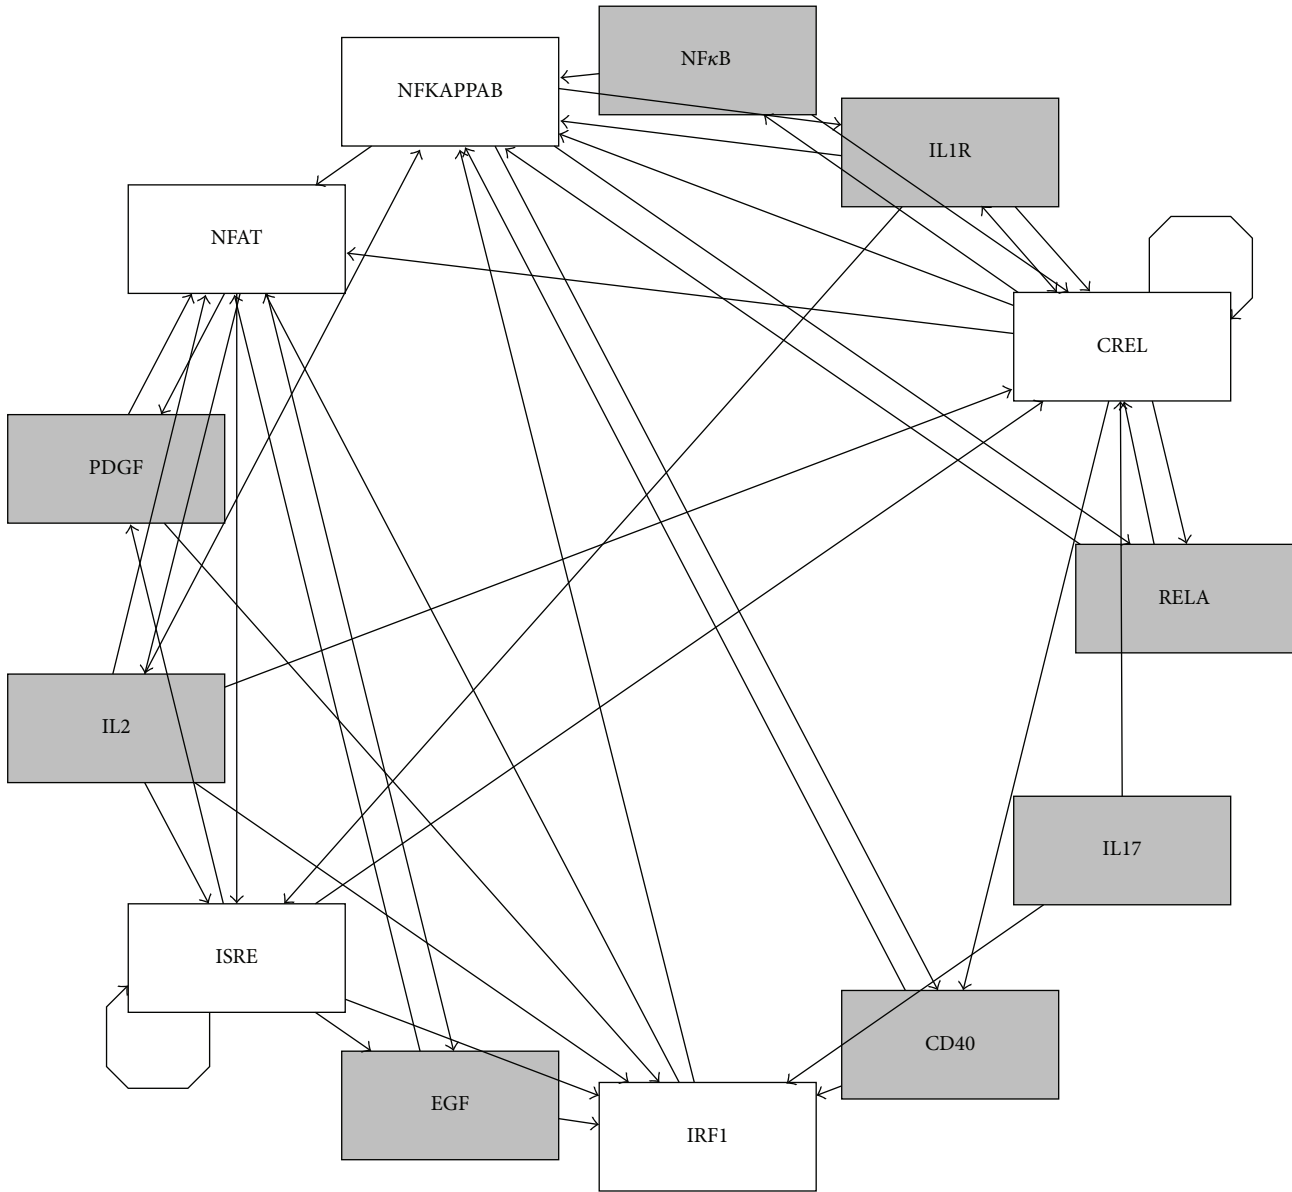 NFκB
NFKAPPAB
IL1R
NFAT
CREL
PDGF
RELA
IL2
IL17
ISRE
CD40
EGF
IRF1